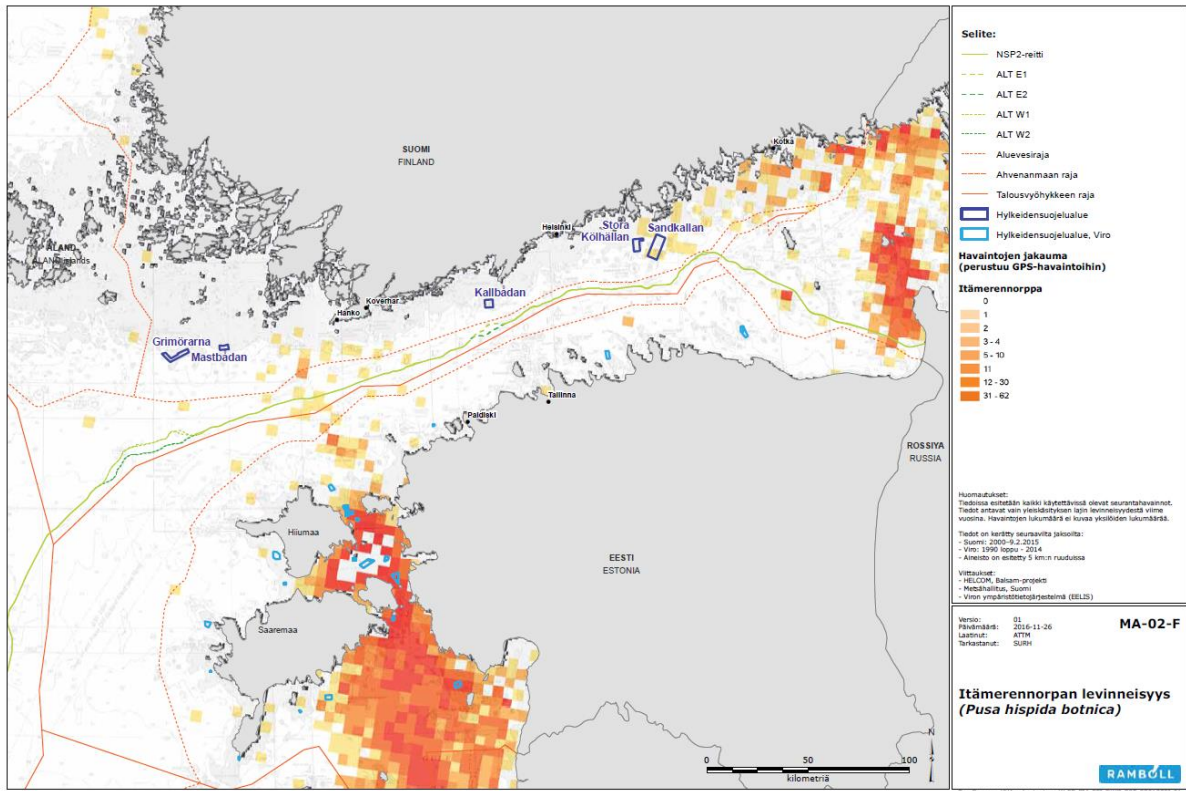 SUOMI
FINLAND
Kotka
Helsinki
Stora
Kölhällan
Sandkallan
ÅLAND
Kallbådan
Koverhar
Hanko
Grimörarna
Mastbådan
Tallinna
Paldiski
ROSSIYA
RUSSIA
Hiiumaa
EESTI
ESTONIA
Saaremaa
0 50 100
kilometriä
N
Selite:
NSP2-reitti
ALT E1
ALT E2
ALT W1
ALT W2
Aluevesiraja
Ahvenanmaan raja
Talousvyöhykkeen raja
Hylkeidensuojelualue
Hylkeidensuojelualue, Viro
Havaintojen jakauma
(perustuu GPS-havaintoihin)
Itämerennorppa
0
1
2
3 - 4
5 - 10
11
12 - 30
31 - 62
Huomautukset:
Tiedoissa esitetään kaikki käytettävissä olevat seurantahavainnot.
Tiedot antavat vain yleiskäsityksen lajin levinneisyydestä viime
vuosina. Havaintojen lukumäärä ei kuvaa yksilöiden lukumäärää.
Tiedot on kerätty seuraavilta jaksoilta:
- Suomi: 2000-9.2.2015
- Viro: 1990 loppu - 2014
- Aineisto on esitetty 5 km:n ruuduissa
Viittaukset:
- HELCOM, Balsam-projekti
- Metsähallitus, Suomi
- Viron ympäristötietojärjestelmä (EELIS)
Versio: 01
Päivämäärä: 2016-11-26
Laatinut: ATTM
Tarkastanut: SURH
MA-02-F
Itämerennorpan levinneisyys
(Pusa hispida botnica)
RAMBOLL